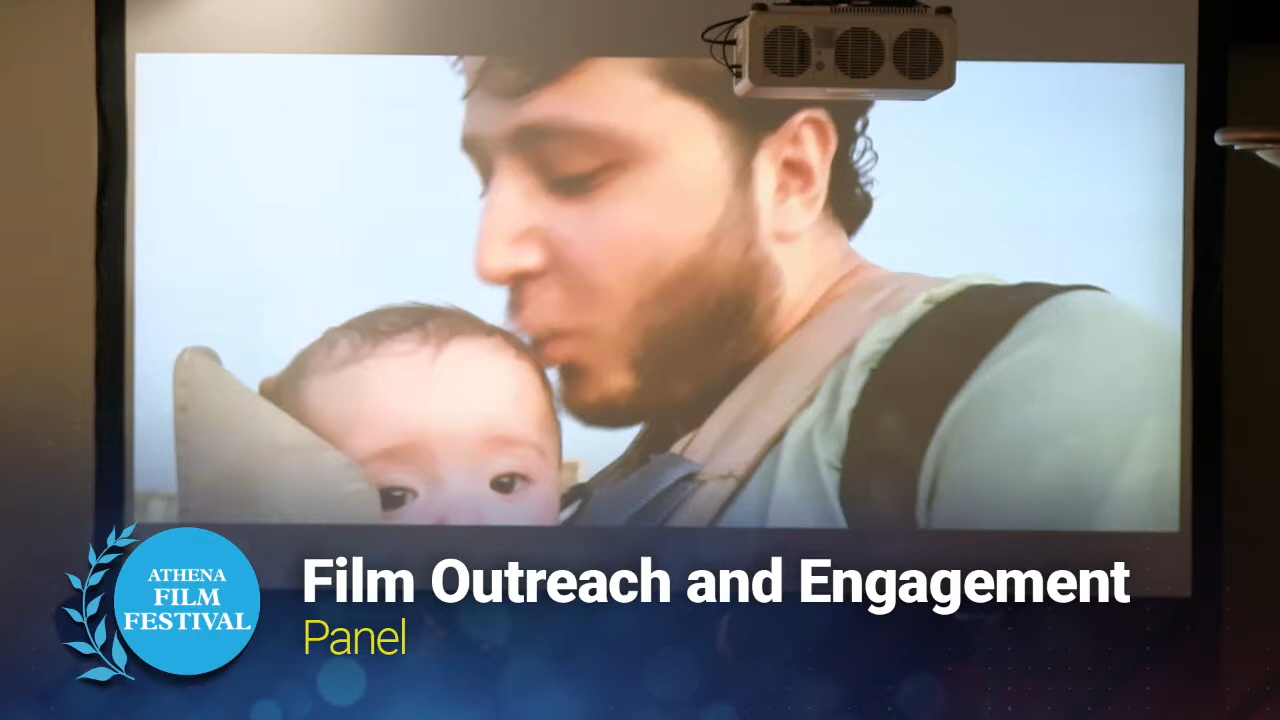 ATHENA
FILM
FESTIVAL
Film Outreach and Engagement
Panel